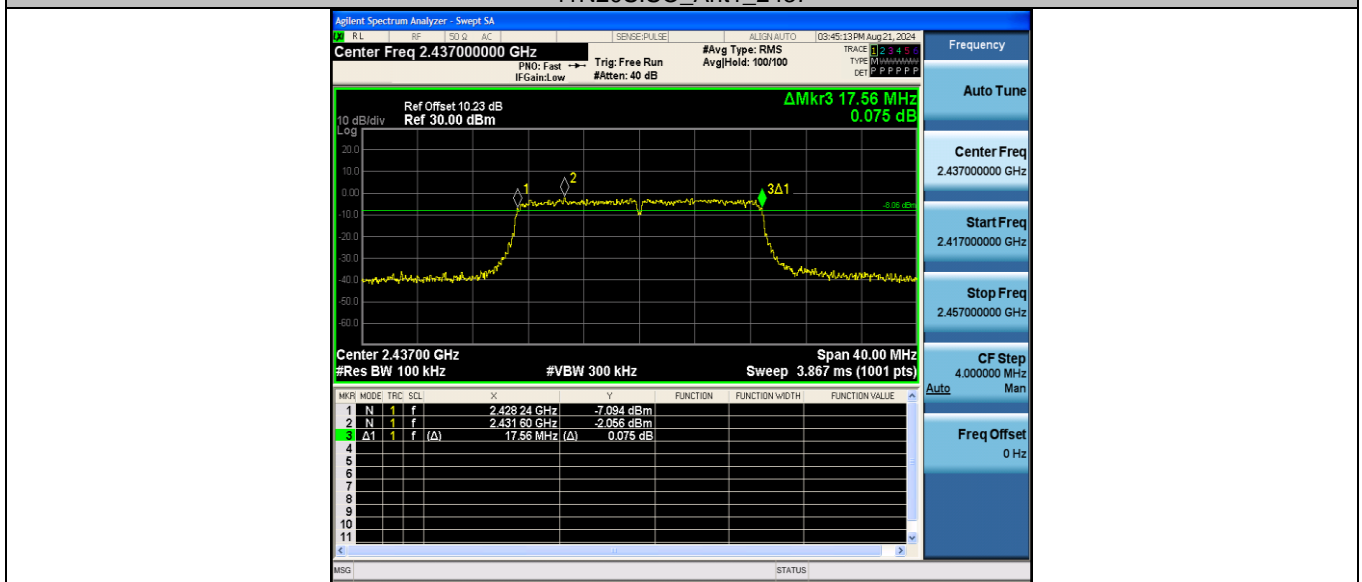 Agilent Spectrum Analyzer - Swept SA
RL RF 50 Ω AC SENSE:PULSE ALIGN AUTO 03:45:13 PM Aug 21, 2024
Center Freq 2.437000000 GHz
PNO: Fast
IFGain:Low
Trig: Free Run
#Atten: 40 dB
#Avg Type: RMS
Avg|Hold: 100/100
TRACE 1 2 3 4 5 6
TYPE M
DET P P P P P P
ΔMkr3 17.56 MHz
0.075 dB
Ref Offset 10.23 dB
10 dB/div Ref 30.00 dBm
Log
20.0
10.0
0.00
-10.0
-20.0
-30.0
-40.0
-50.0
-60.0
1
2
3Δ1
-8.06 dBm
Center 2.43700 GHz Span 40.00 MHz
#Res BW 100 kHz #VBW 300 kHz Sweep 3.867 ms (1001 pts)
MKR MODE TRC SCL X Y FUNCTION FUNCTION WIDTH FUNCTION VALUE
1 N 1 f 2.428 24 GHz -7.094 dBm
2 N 1 f 2.431 60 GHz -2.056 dBm
3 Δ1 1 f (Δ) 17.56 MHz (Δ) 0.075 dB
4
5
6
7
8
9
10
11
MSG STATUS
Frequency
Auto Tune
Center Freq
2.437000000 GHz
Start Freq
2.417000000 GHz
Stop Freq
2.457000000 GHz
CF Step
4.000000 MHz
Auto Man
Freq Offset
0 Hz